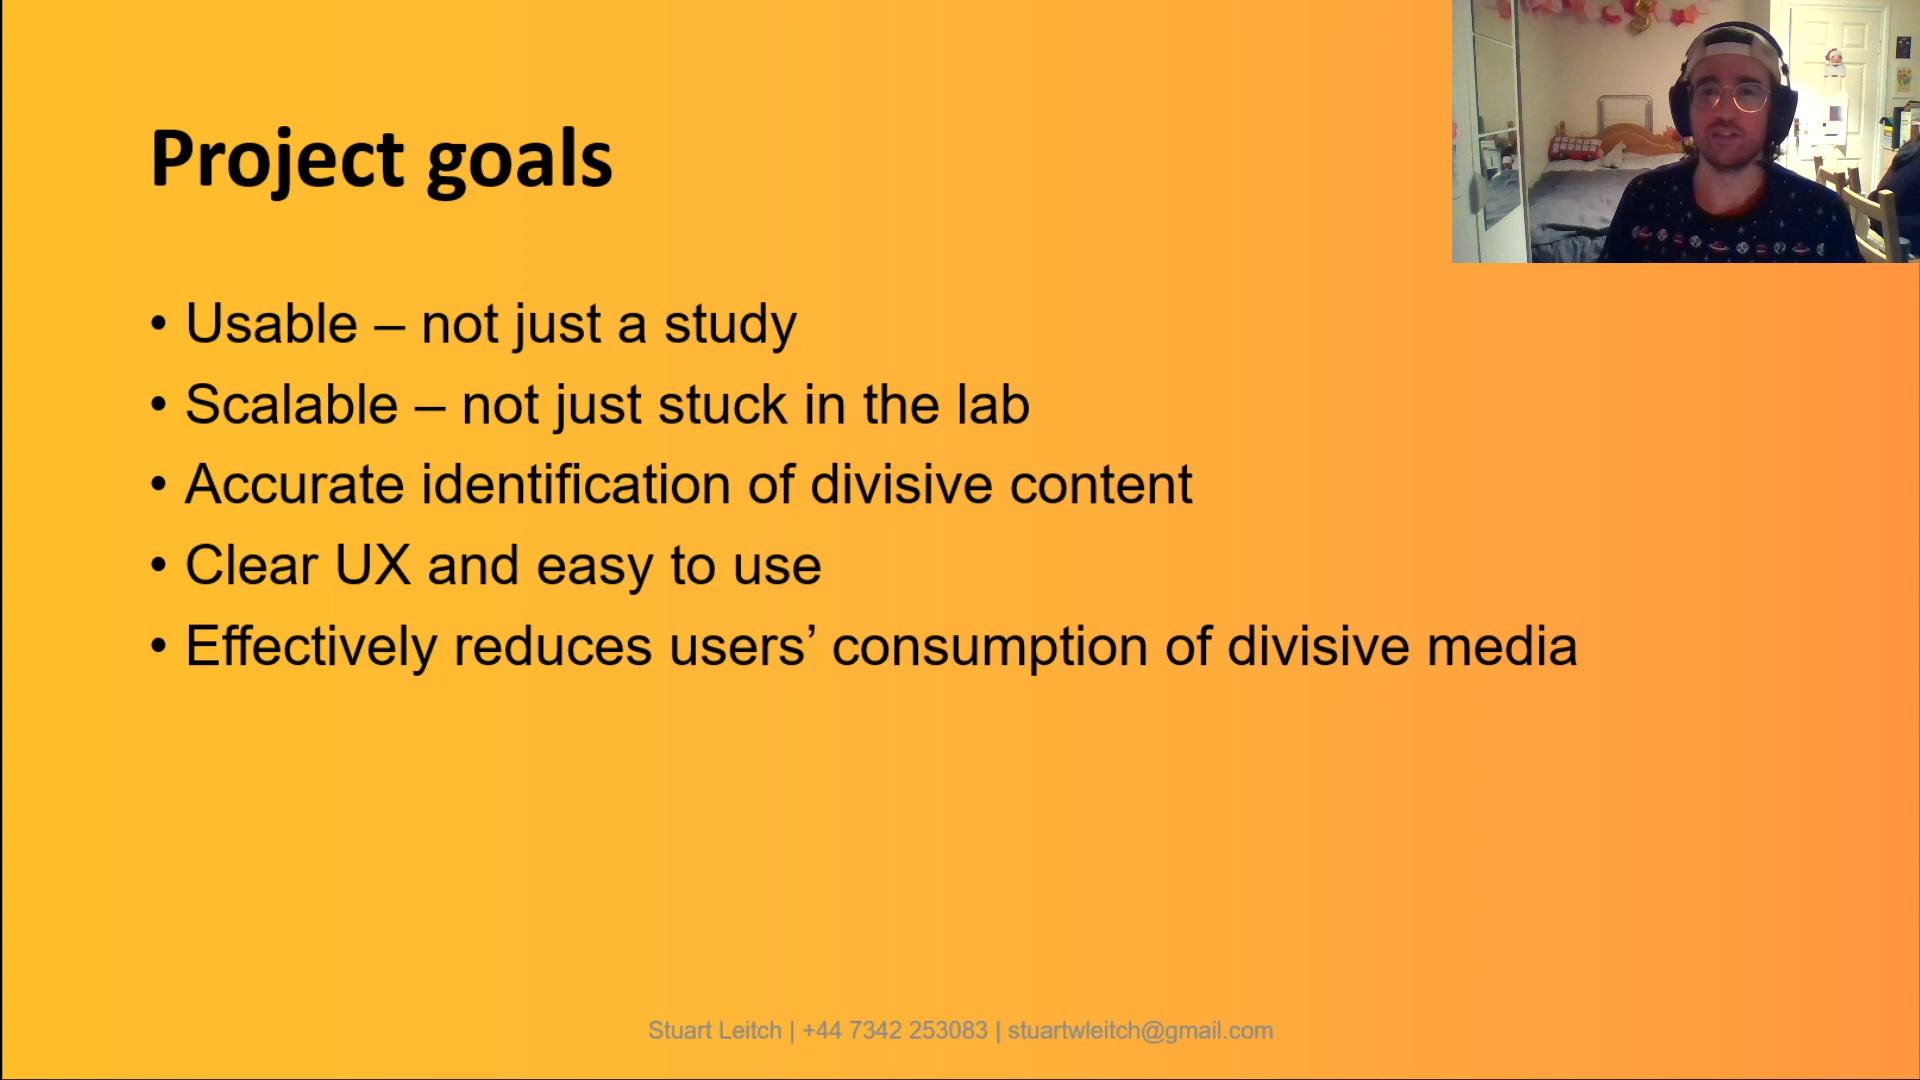 Project goals
• Usable – not just a study
• Scalable – not just stuck in the lab
• Accurate identification of divisive content
• Clear UX and easy to use
• Effectively reduces users’ consumption of divisive media
Stuart Leitch | +44 7342 253083 | stuartwleitch@gmail.com